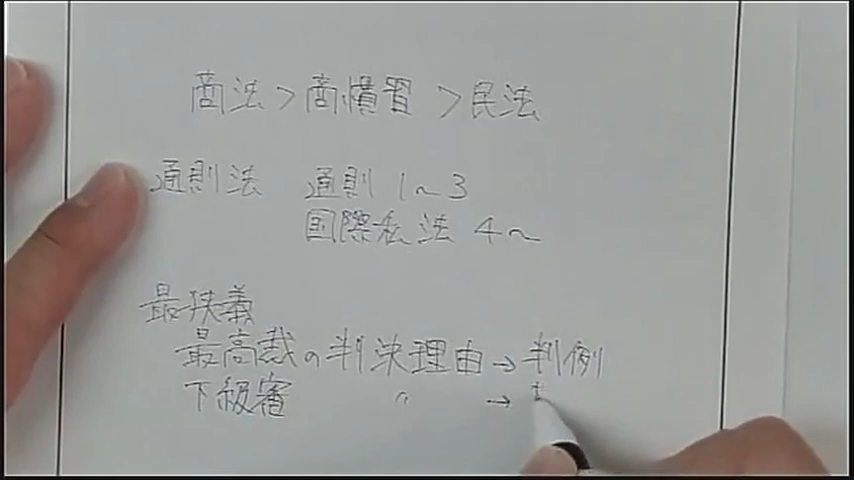 商法 > 商慣習 > 民法
通則法 通則 1~3
国際私法 4~
最狭義
最高裁の判決理由→判例
下級審 〃 →